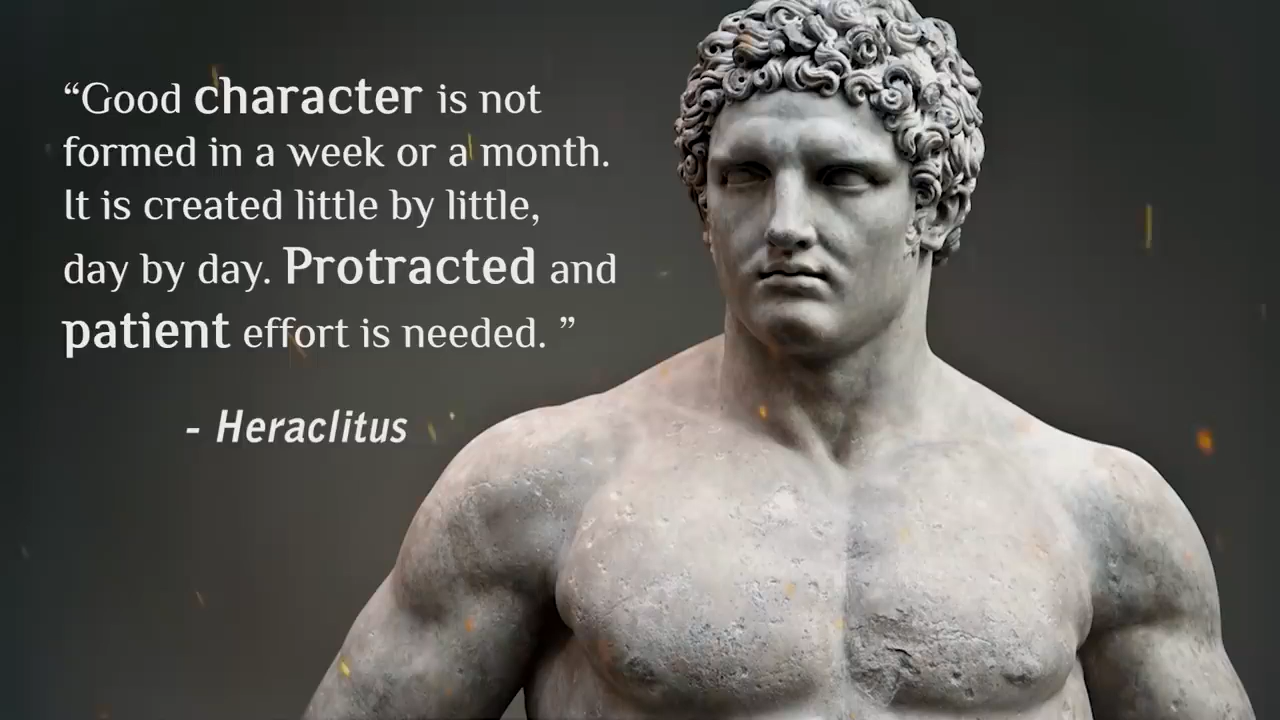 “Good character is not
formed in a week or a month.
It is created little by little,
day by day. Protracted and
patient effort is needed. ”
- Heraclitus